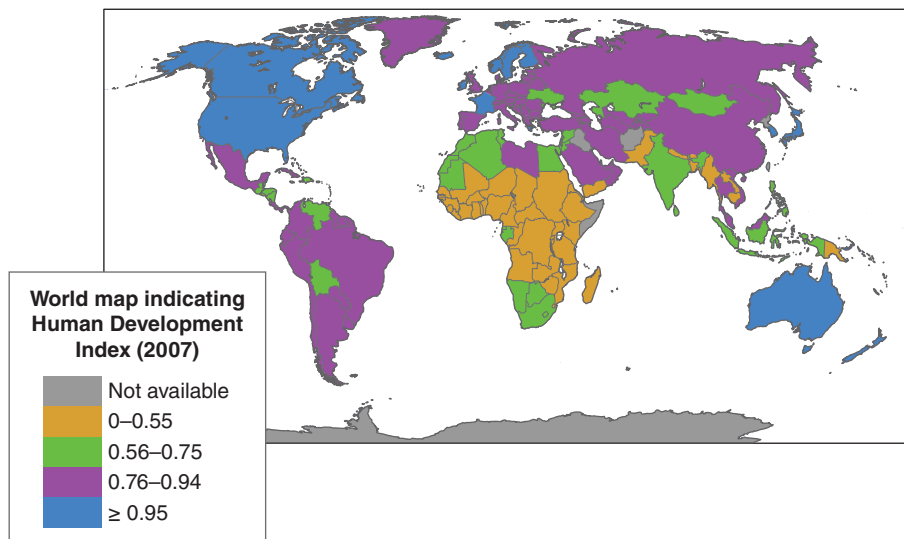 World map indicating
Human Development
Index (2007)
Not available
0–0.55
0.56–0.75
0.76–0.94
≥ 0.95